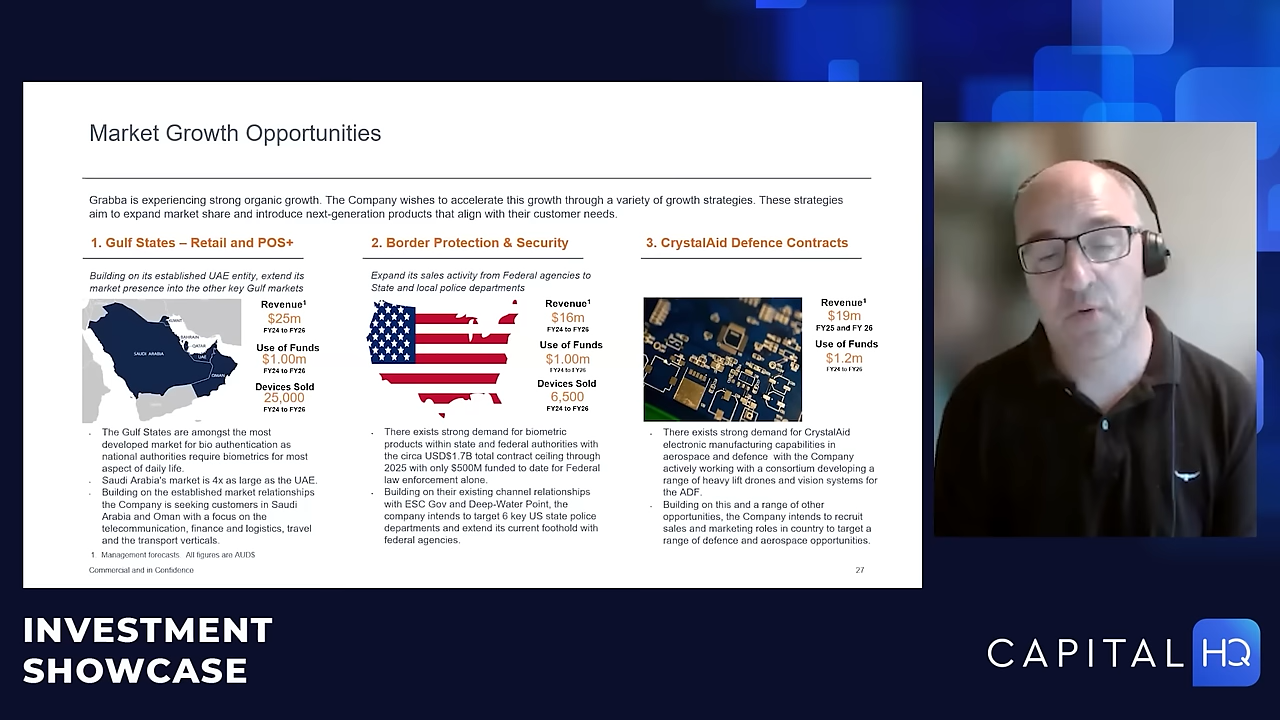 Market Growth Opportunities
Grabba is experiencing strong organic growth. The Company wishes to accelerate this growth through a variety of growth strategies. These strategies
aim to expand market share and introduce next-generation products that align with their customer needs.
1. Gulf States – Retail and POS+
Building on its established UAE entity, extend its
market presence into the other key Gulf markets
SAUDI ARABIA
KUWAIT
BAHRAIN
QATAR
UAE
OMAN
Revenue¹
$25m
FY24 to FY26
Use of Funds
$1.00m
FY24 to FY26
Devices Sold
25,000
FY24 to FY26
. The Gulf States are amongst the most
developed market for bio authentication as
national authorities require biometrics for most
aspect of daily life.
. Saudi Arabia's market is 4x as large as the UAE.
. Building on the established market relationships
the Company is seeking customers in Saudi
Arabia and Oman with a focus on the
telecommunication, finance and logistics, travel
and the transport verticals.
2. Border Protection & Security
Expand its sales activity from Federal agencies to
State and local police departments
Revenue¹
$16m
FY24 to FY26
Use of Funds
$1.00m
FY24 to FY26
Devices Sold
6,500
FY24 to FY26
. There exists strong demand for biometric
products within state and federal authorities with
the circa USD$1.7B total contract ceiling through
2025 with only $500M funded to date for Federal
law enforcement alone.
. Building on their existing channel relationships
with ESC Gov and Deep-Water Point, the
company intends to target 6 key US state police
departments and extend its current foothold with
federal agencies.
3. CrystalAid Defence Contracts
Revenue¹
$19m
FY25 and FY 26
Use of Funds
$1.2m
FY24 to FY26
. There exists strong demand for CrystalAid
electronic manufacturing capabilities in
aerospace and defence with the Company
actively working with a consortium developing a
range of heavy lift drones and vision systems for
the ADF.
. Building on this and a range of other
opportunities, the Company intends to recruit
sales and marketing roles in country to target a
range of defence and aerospace opportunities.
1 Management forecasts. All figures are AUD$
Commercial and in Confidence
27
INVESTMENT
SHOWCASE
CAPITAL HQ